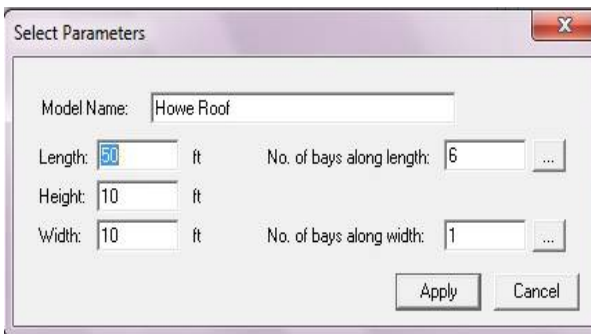 Select Parameters
x
Model Name: Howe Roof
Length: 50 ft No. of bays along length: 6 ...
Height: 10 ft
Width: 10 ft No. of bays along width: 1 ...
Apply Cancel